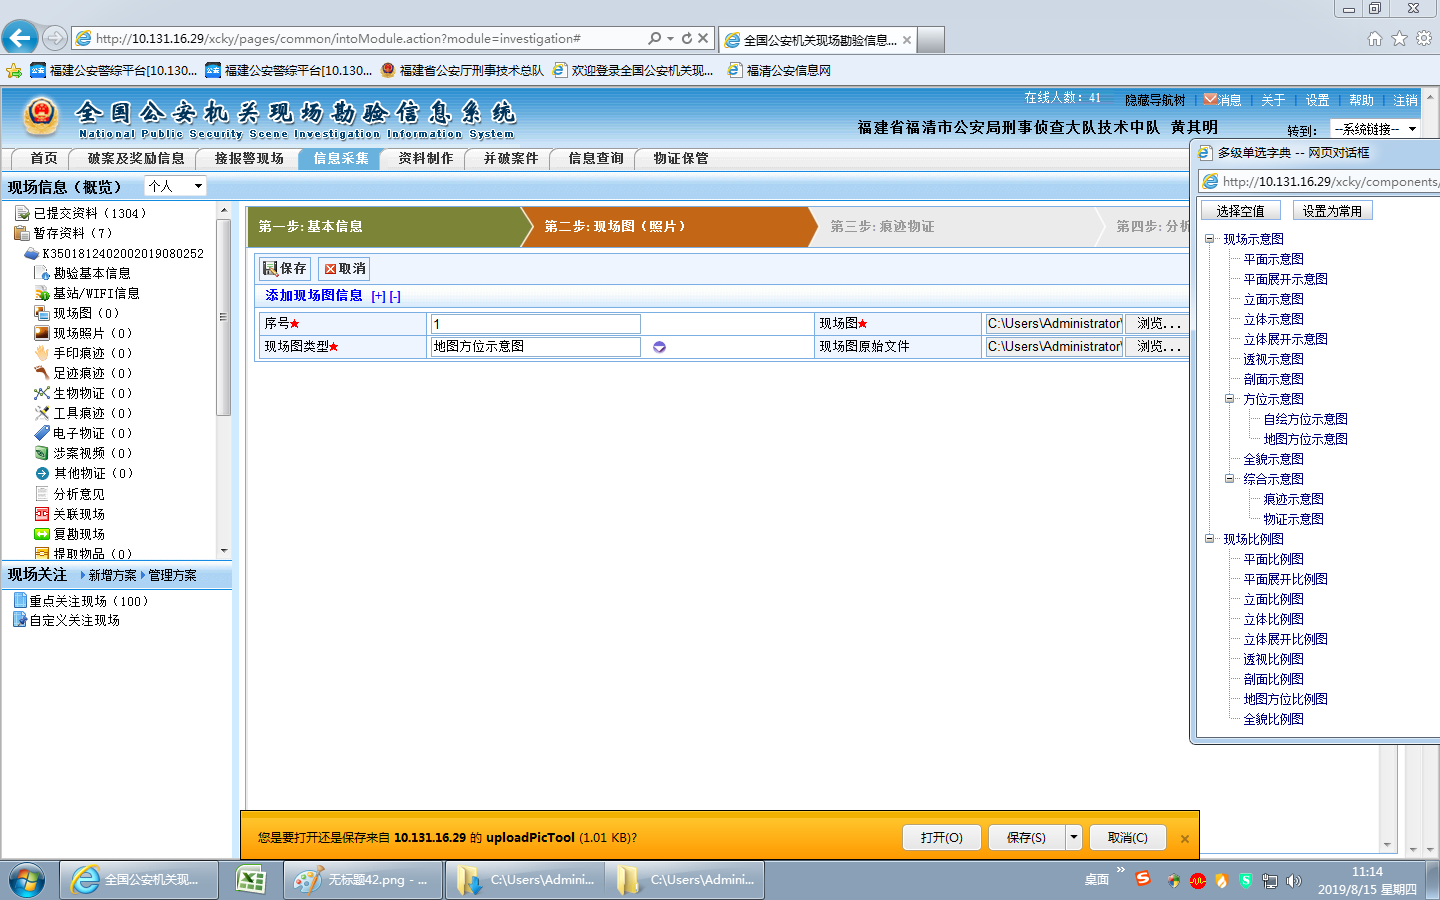 http://10.131.16.29/xcky/pages/common/intoModule.action?module=investigation#
全国公安机关现场勘验信息...
福建公安警综平台[10.130...
福建公安警综平台[10.130...
福建省公安厅刑事技术总队
欢迎登录全国公安机关现...
福清公安信息网
全国公安机关现场勘验信息系统
National Public Security Scene Investigation Information System
在线人数：41
隐藏导航树
消息
关于
设置
帮助
注销
福建省福清市公安局刑事侦查大队技术中队 黄其明
转到：
--系统链接--
首页
破案及奖励信息
接报警现场
信息采集
资料制作
并破案件
信息查询
物证保管
现场信息（概览）
个人
已提交资料（1304）
暂存资料（7）
K3501812402002019080252
勘验基本信息
基站/WIFI信息
现场图（0）
现场照片（0）
手印痕迹（0）
足迹痕迹（0）
生物物证（0）
工具痕迹（0）
电子物证（0）
涉案视频（0）
其他物证（0）
分析意见
关联现场
复勘现场
提取物品（0）
现场关注
新增方案
管理方案
重点关注现场（100）
自定义关注现场
第一步：基本信息
第二步：现场图（照片）
第三步：痕迹物证
第四步：分析
保存
取消
添加现场图信息 [+] [-]
序号★
1
现场图★
C:\Users\Administrator\
浏览...
现场图类型★
地图方位示意图
现场图原始文件
C:\Users\Administrator\
浏览...
多级单选字典 -- 网页对话框
http://10.131.16.29/xcky/components/
选择空值
设置为常用
现场示意图
平面示意图
平面展开示意图
立面示意图
立体示意图
立体展开示意图
透视示意图
剖面示意图
方位示意图
自绘方位示意图
地图方位示意图
全貌示意图
综合示意图
痕迹示意图
物证示意图
现场比例图
平面比例图
平面展开比例图
立面比例图
立体比例图
立体展开比例图
透视比例图
剖面比例图
地图方位比例图
全貌比例图
您是要打开还是保存来自 10.131.16.29 的 uploadPicTool (1.01 KB)?
打开(O)
保存(S)
取消(C)
全国公安机关现...
无标题42.png - ...
C:\Users\Admini...
C:\Users\Admini...
桌面
11:14
2019/8/15 星期四